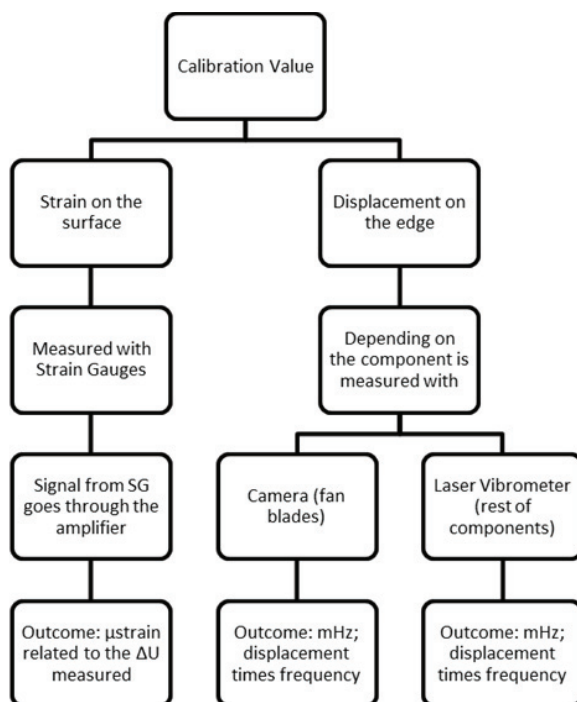 Calibration Value
Strain on the
surface
Displacement on
the edge
Measured with
Strain Gauges
Depending on
the component is
measured with
Signal from SG
goes through the
amplifier
Camera (fan
blades)
Laser Vibrometer
(rest of
components)
Outcome: µstrain
related to the ΔU
measured
Outcome: mHz;
displacement
times frequency
Outcome: mHz;
displacement
times frequency